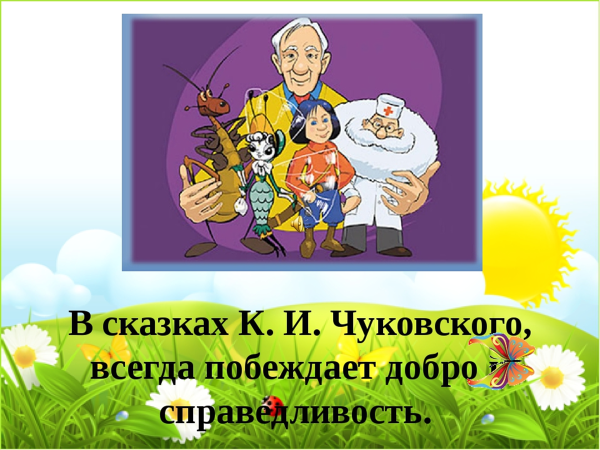 В сказках К. И. Чуковского,
всегда побеждает добро и
справедливость.